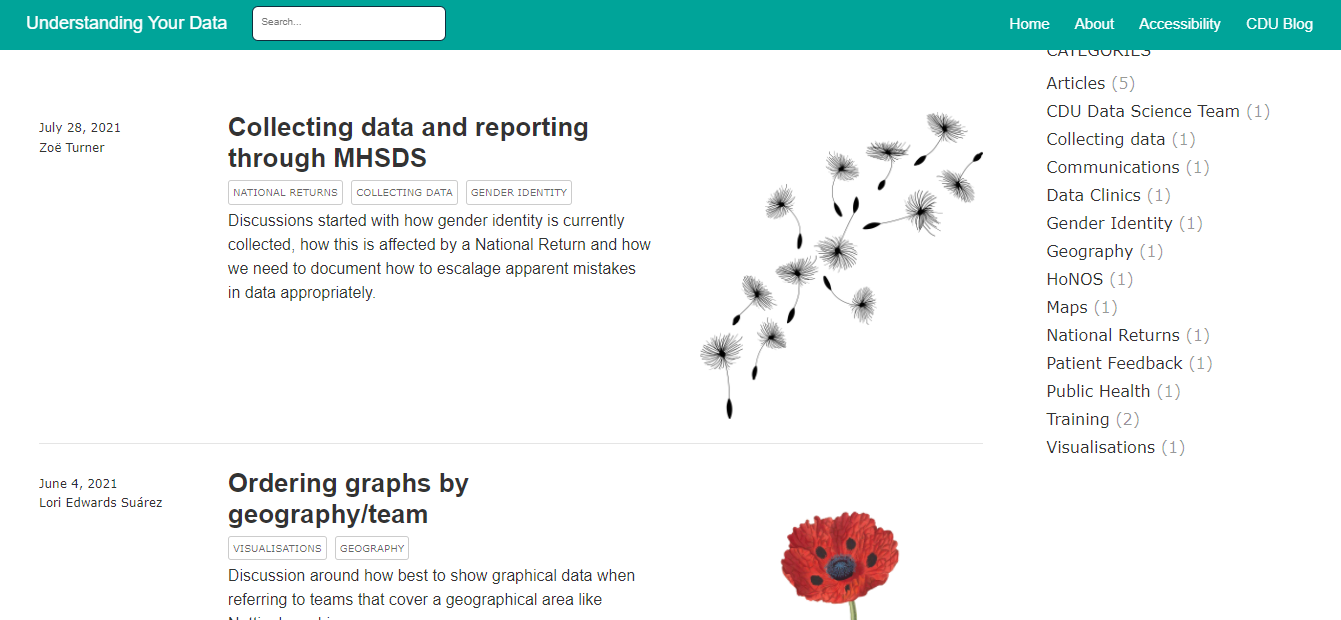 Understanding Your Data
Search...
Home
About
Accessibility
CDU Blog
July 28, 2021
Zoë Turner
Collecting data and reporting
through MHSDS
NATIONAL RETURNS
COLLECTING DATA
GENDER IDENTITY
Discussions started with how gender identity is currently
collected, how this is affected by a National Return and how
we need to document how to escalage apparent mistakes
in data appropriately.
June 4, 2021
Lori Edwards Suárez
Ordering graphs by
geography/team
VISUALISATIONS
GEOGRAPHY
Discussion around how best to show graphical data when
referring to teams that cover a geographical area like
CATEGORIES
Articles (5)
CDU Data Science Team (1)
Collecting data (1)
Communications (1)
Data Clinics (1)
Gender Identity (1)
Geography (1)
HoNOS (1)
Maps (1)
National Returns (1)
Patient Feedback (1)
Public Health (1)
Training (2)
Visualisations (1)